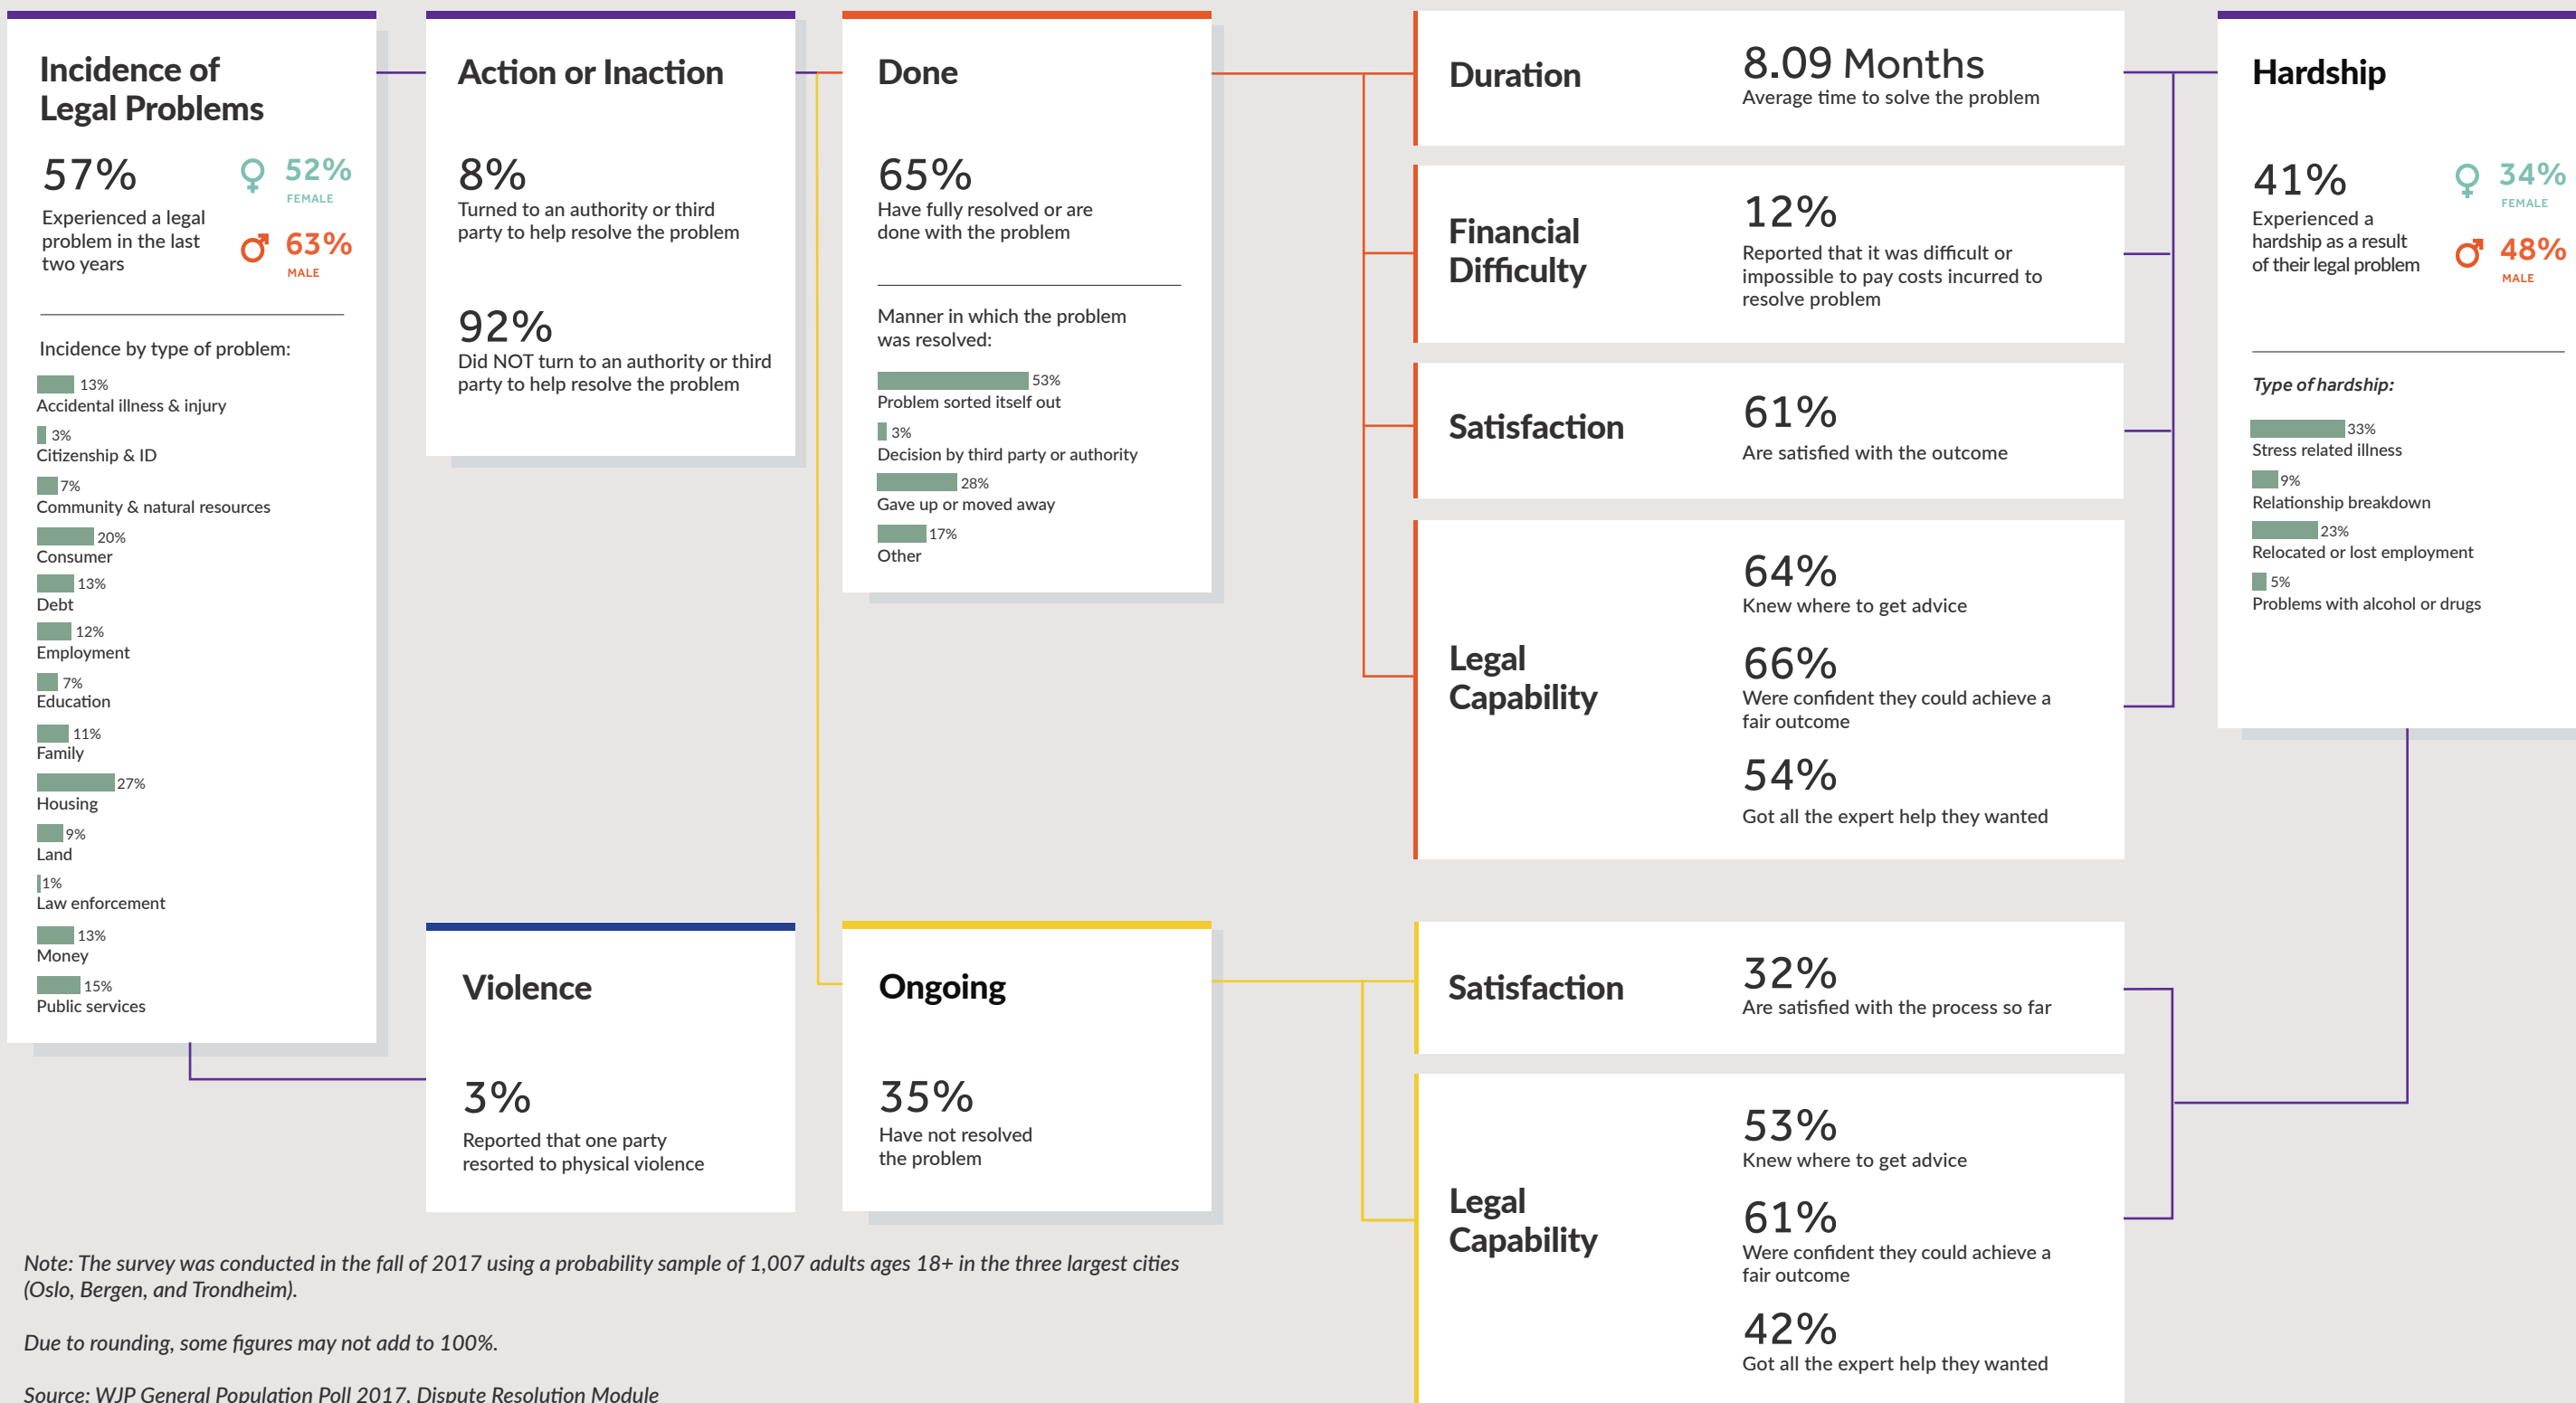 Incidence of
Legal Problems
57%
Experienced a legal
problem in the last
two years
52%
FEMALE
63%
MALE
Incidence by type of problem:
13%
Accidental illness & injury
3%
Citizenship & ID
7%
Community & natural resources
20%
Consumer
13%
Debt
12%
Employment
7%
Education
11%
Family
27%
Housing
9%
Land
1%
Law enforcement
13%
Money
15%
Public services
Action or Inaction
8%
Turned to an authority or third
party to help resolve the problem
92%
Did NOT turn to an authority or third
party to help resolve the problem
Violence
3%
Reported that one party
resorted to physical violence
Done
65%
Have fully resolved or are
done with the problem
Manner in which the problem
was resolved:
53%
Problem sorted itself out
3%
Decision by third party or authority
28%
Gave up or moved away
17%
Other
Ongoing
35%
Have not resolved
the problem
Duration
8.09 Months
Average time to solve the problem
Financial
Difficulty
12%
Reported that it was difficult or
impossible to pay costs incurred to
resolve problem
Satisfaction
61%
Are satisfied with the outcome
Legal
Capability
64%
Knew where to get advice
66%
Were confident they could achieve a
fair outcome
54%
Got all the expert help they wanted
Satisfaction
32%
Are satisfied with the process so far
Legal
Capability
53%
Knew where to get advice
61%
Were confident they could achieve a
fair outcome
42%
Got all the expert help they wanted
Hardship
41%
Experienced a
hardship as a result
of their legal problem
34%
FEMALE
48%
MALE
Type of hardship:
33%
Stress related illness
9%
Relationship breakdown
23%
Relocated or lost employment
5%
Problems with alcohol or drugs
Note: The survey was conducted in the fall of 2017 using a probability sample of 1,007 adults ages 18+ in the three largest cities
(Oslo, Bergen, and Trondheim).
Due to rounding, some figures may not add to 100%.
Source: WJP General Population Poll 2017, Dispute Resolution Module